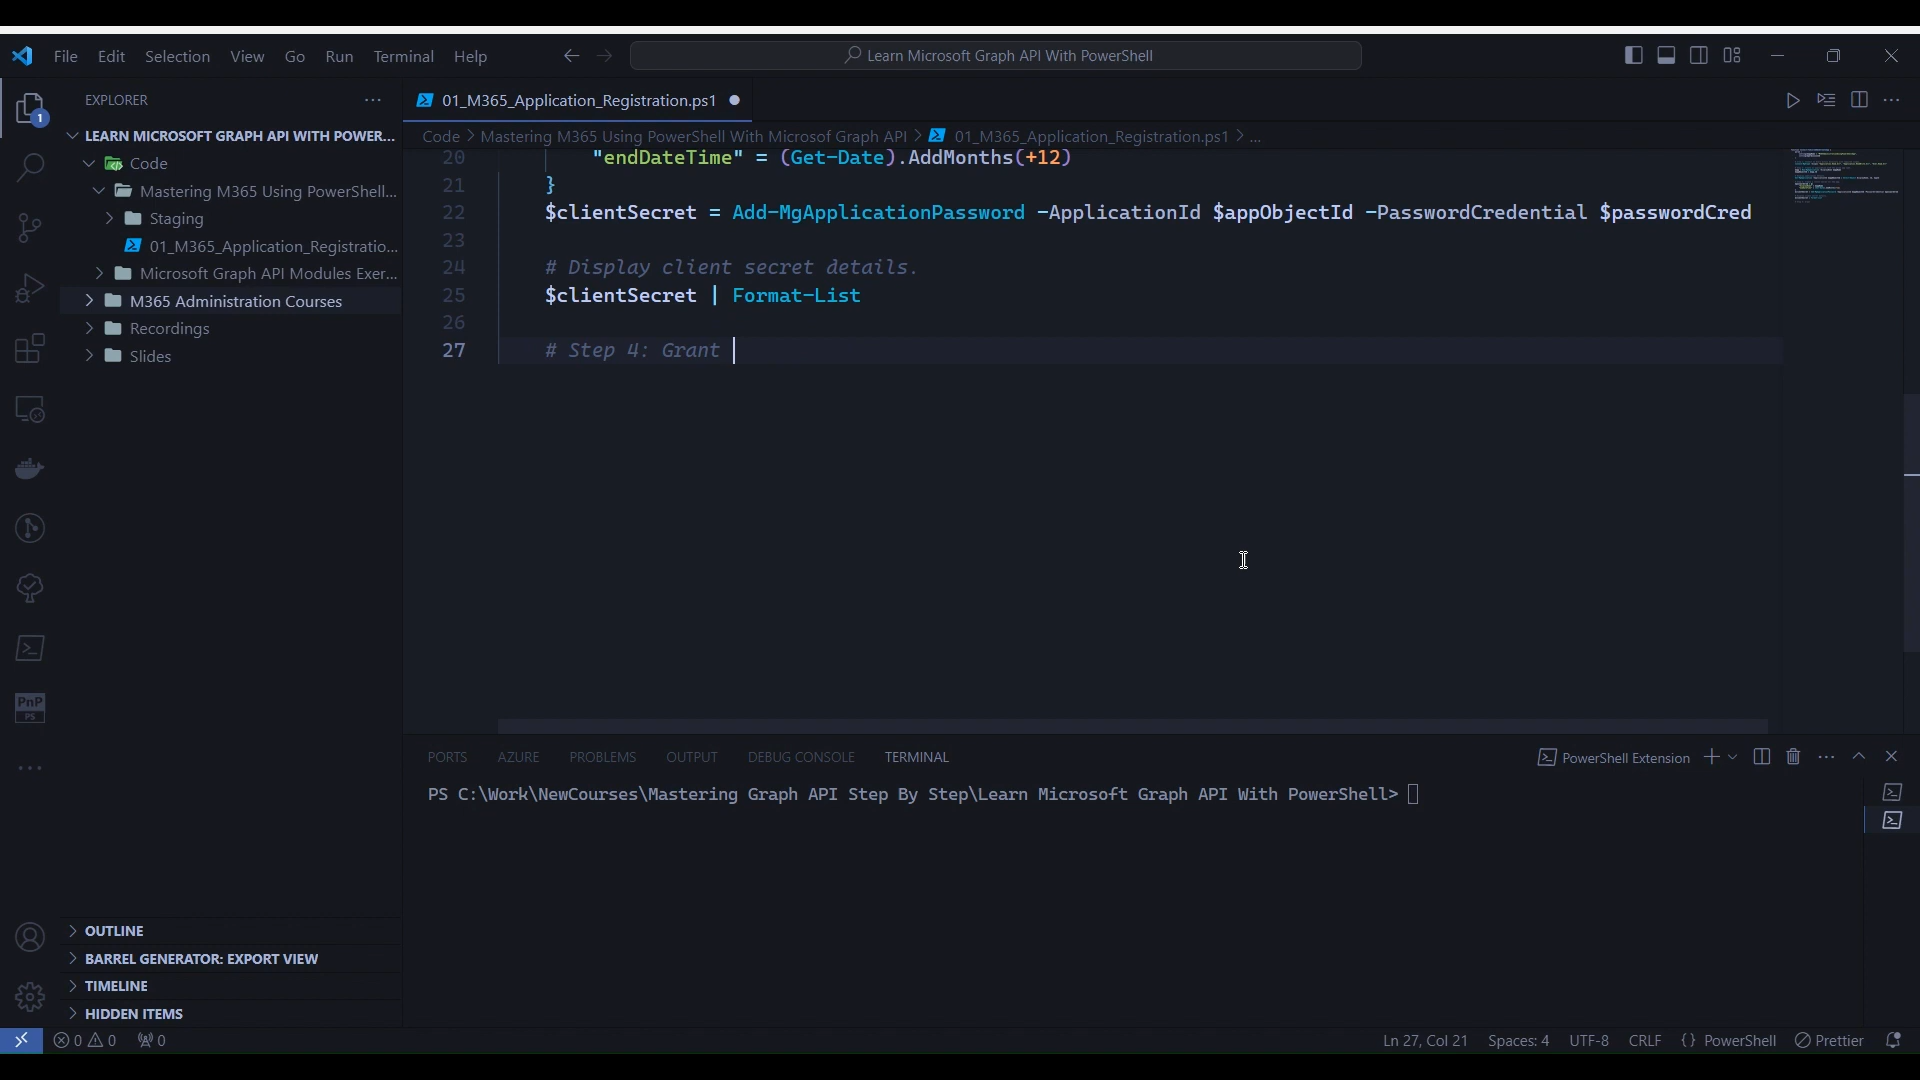 File Edit Selection View Go Run Terminal Help
Learn Microsoft Graph API With PowerShell
EXPLORER
1
LEARN MICROSOFT GRAPH API WITH POWER...
Code
Mastering M365 Using PowerShell...
Staging
01_M365_Application_Registratio...
Microsoft Graph API Modules Exer...
M365 Administration Courses
Recordings
Slides
PnP
PS
OUTLINE
BARREL GENERATOR: EXPORT VIEW
TIMELINE
HIDDEN ITEMS
01_M365_Application_Registration.ps1
Code > Mastering M365 Using PowerShell With Microsof Graph API > 01_M365_Application_Registration.ps1 > ...
20 "endDateTime" = (Get-Date).AddMonths(+12)
21 }
22 $clientSecret = Add-MgApplicationPassword -ApplicationId $appObjectId -PasswordCredential $passwordCred
23
24 # Display client secret details.
25 $clientSecret | Format-List
26
27 # Step 4: Grant
PORTS AZURE PROBLEMS OUTPUT DEBUG CONSOLE TERMINAL
PowerShell Extension
PS C:\Work\NewCourses\Mastering Graph API Step By Step\Learn Microsoft Graph API With PowerShell>
0 0 0
Ln 27, Col 21 Spaces: 4 UTF-8 CRLF {} PowerShell Prettier